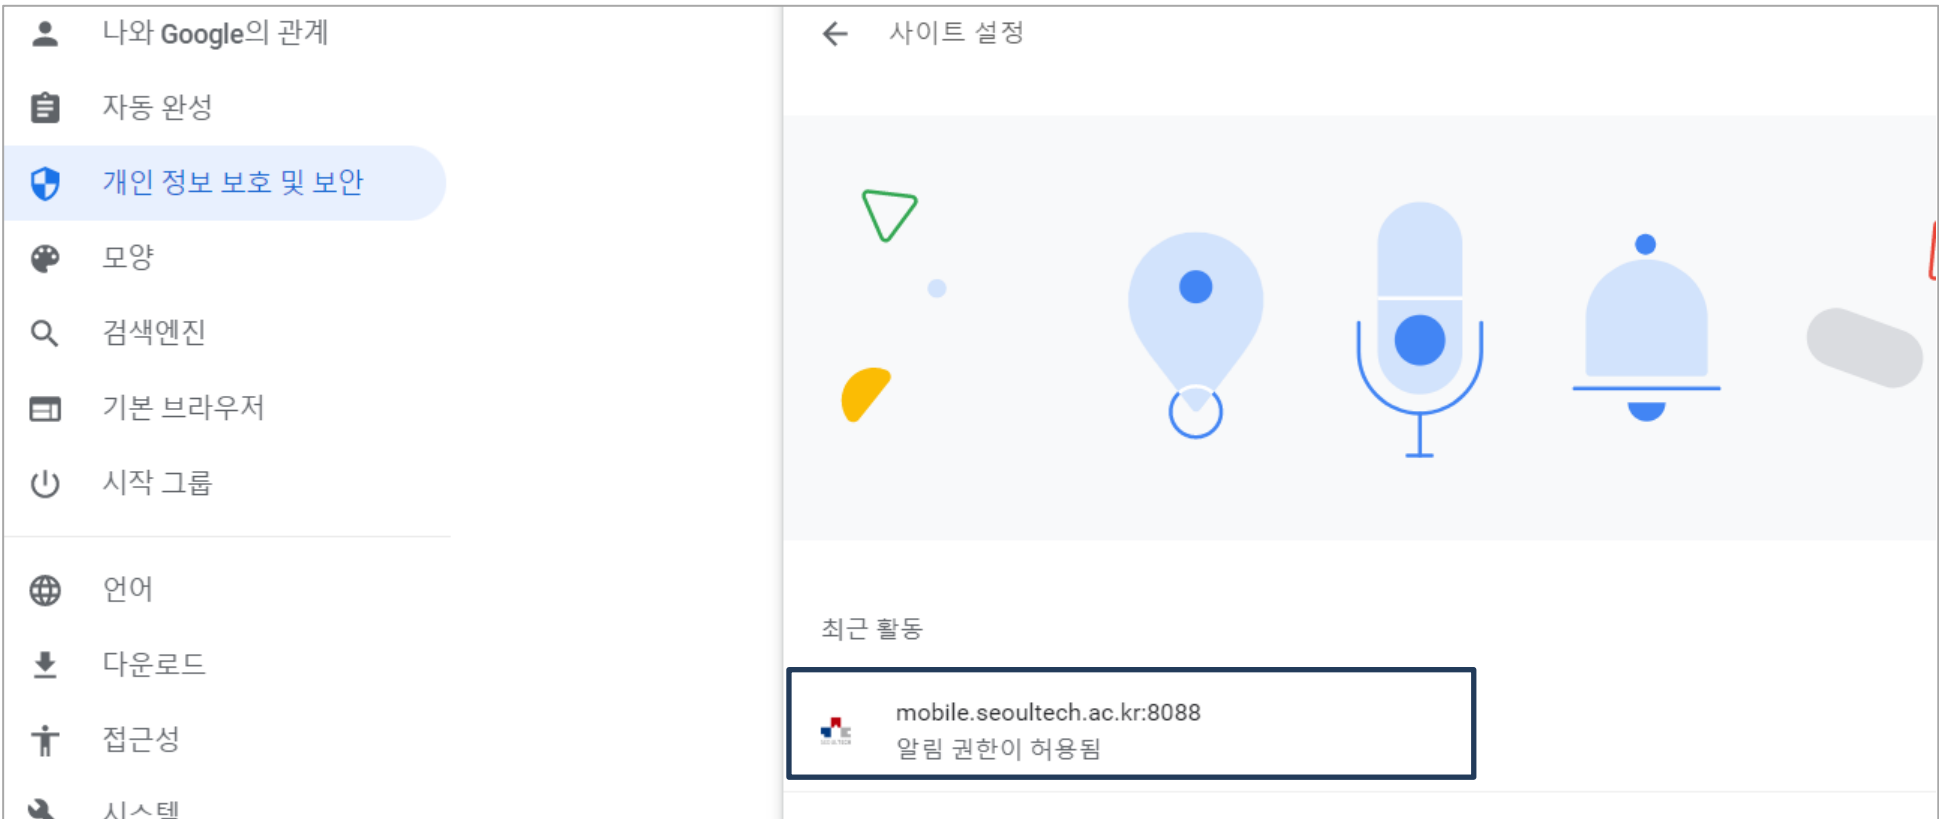 나와 Google의 관계
자동 완성
개인 정보 보호 및 보안
모양
검색엔진
기본 브라우저
시작 그룹
언어
다운로드
접근성
시스템
사이트 설정
최근 활동
mobile.seoultech.ac.kr:8088
알림 권한이 허용됨